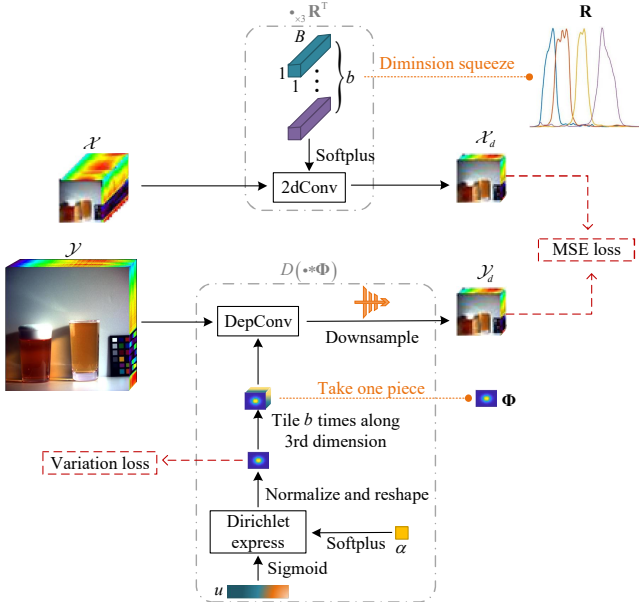 •×₃ Rᵀ
R
B
1
1
b
Diminsion squeeze
Softplus
𝒳
2dConv
𝒳d
MSE loss
𝒴
D(•*Φ)
𝒴d
DepConv
Downsample
Take one piece
Φ
Tile b times along
3rd dimension
Variation loss
Normalize and reshape
Dirichlet
express
Softplus
α
Sigmoid
u